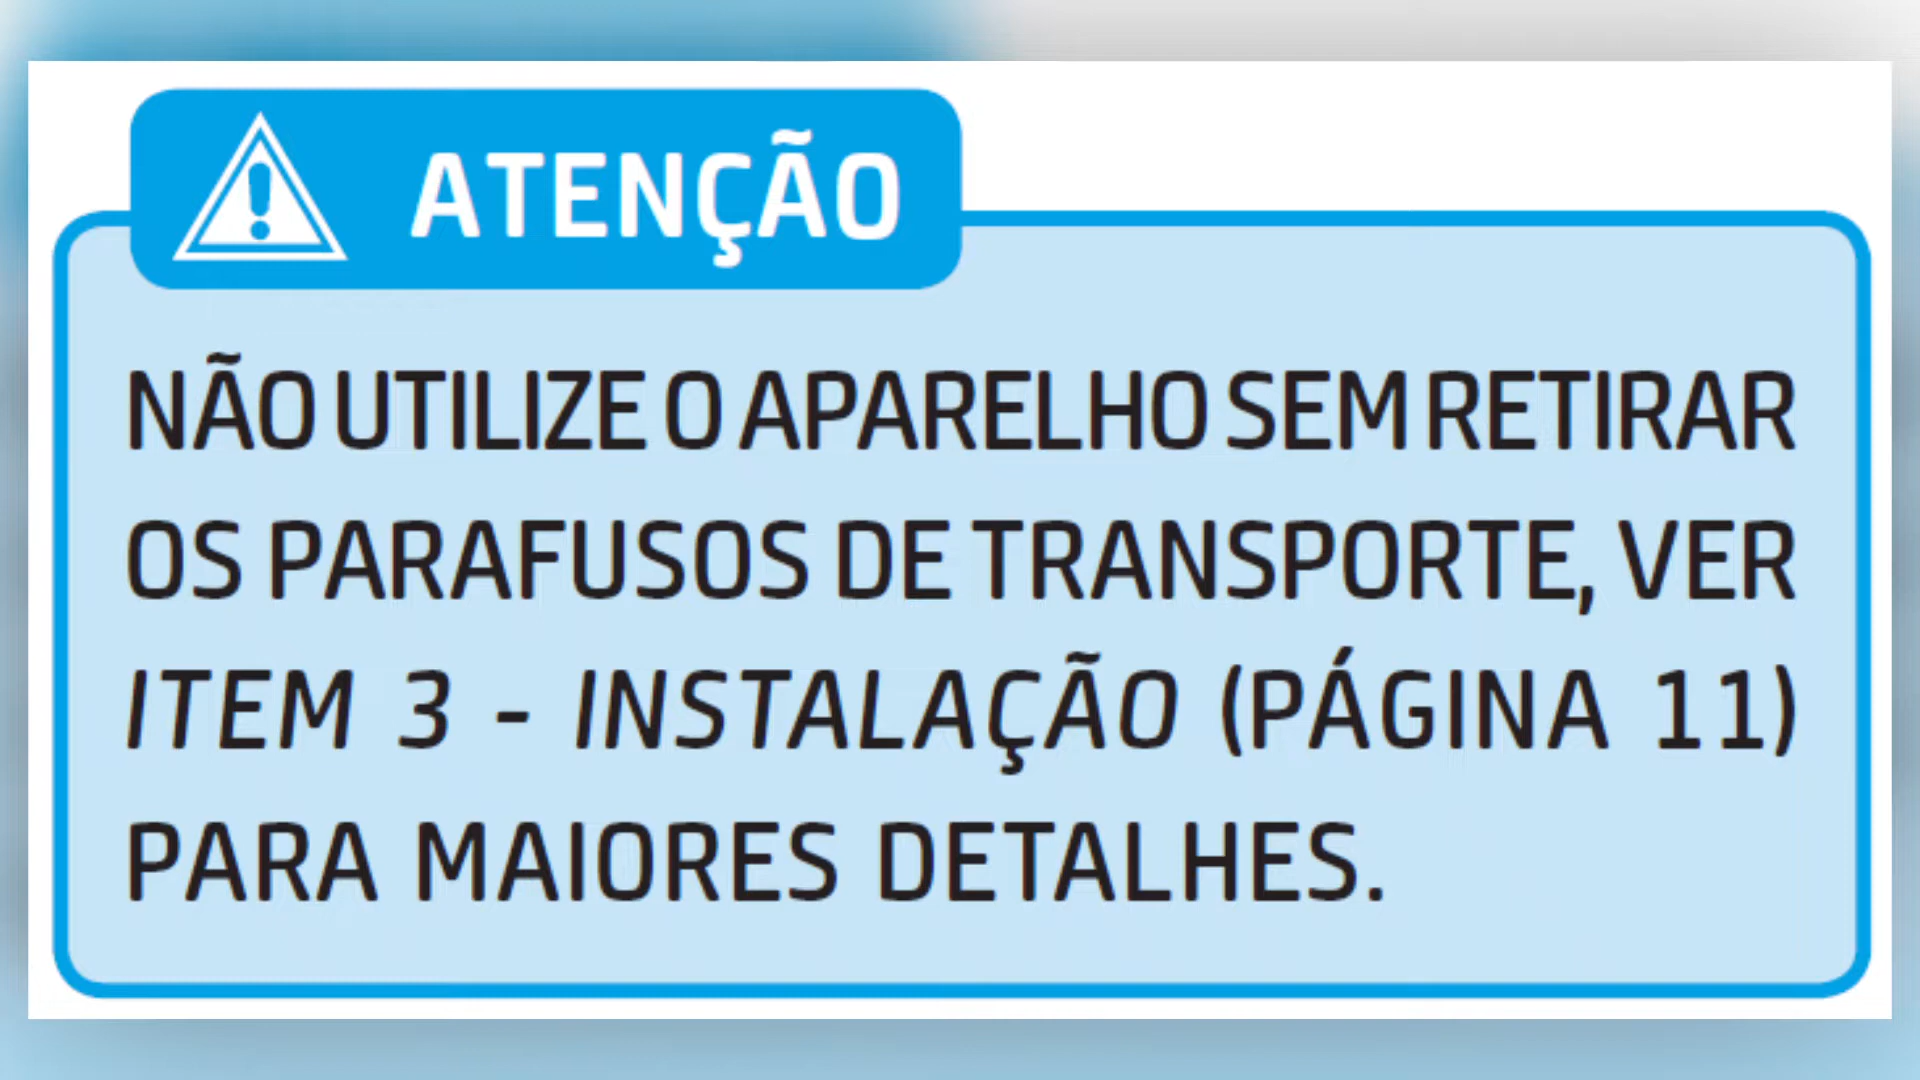 ATENÇÃO
NÃO UTILIZE O APARELHO SEM RETIRAR
OS PARAFUSOS DE TRANSPORTE, VER
ITEM 3 - INSTALAÇÃO (PÁGINA 11)
PARA MAIORES DETALHES.